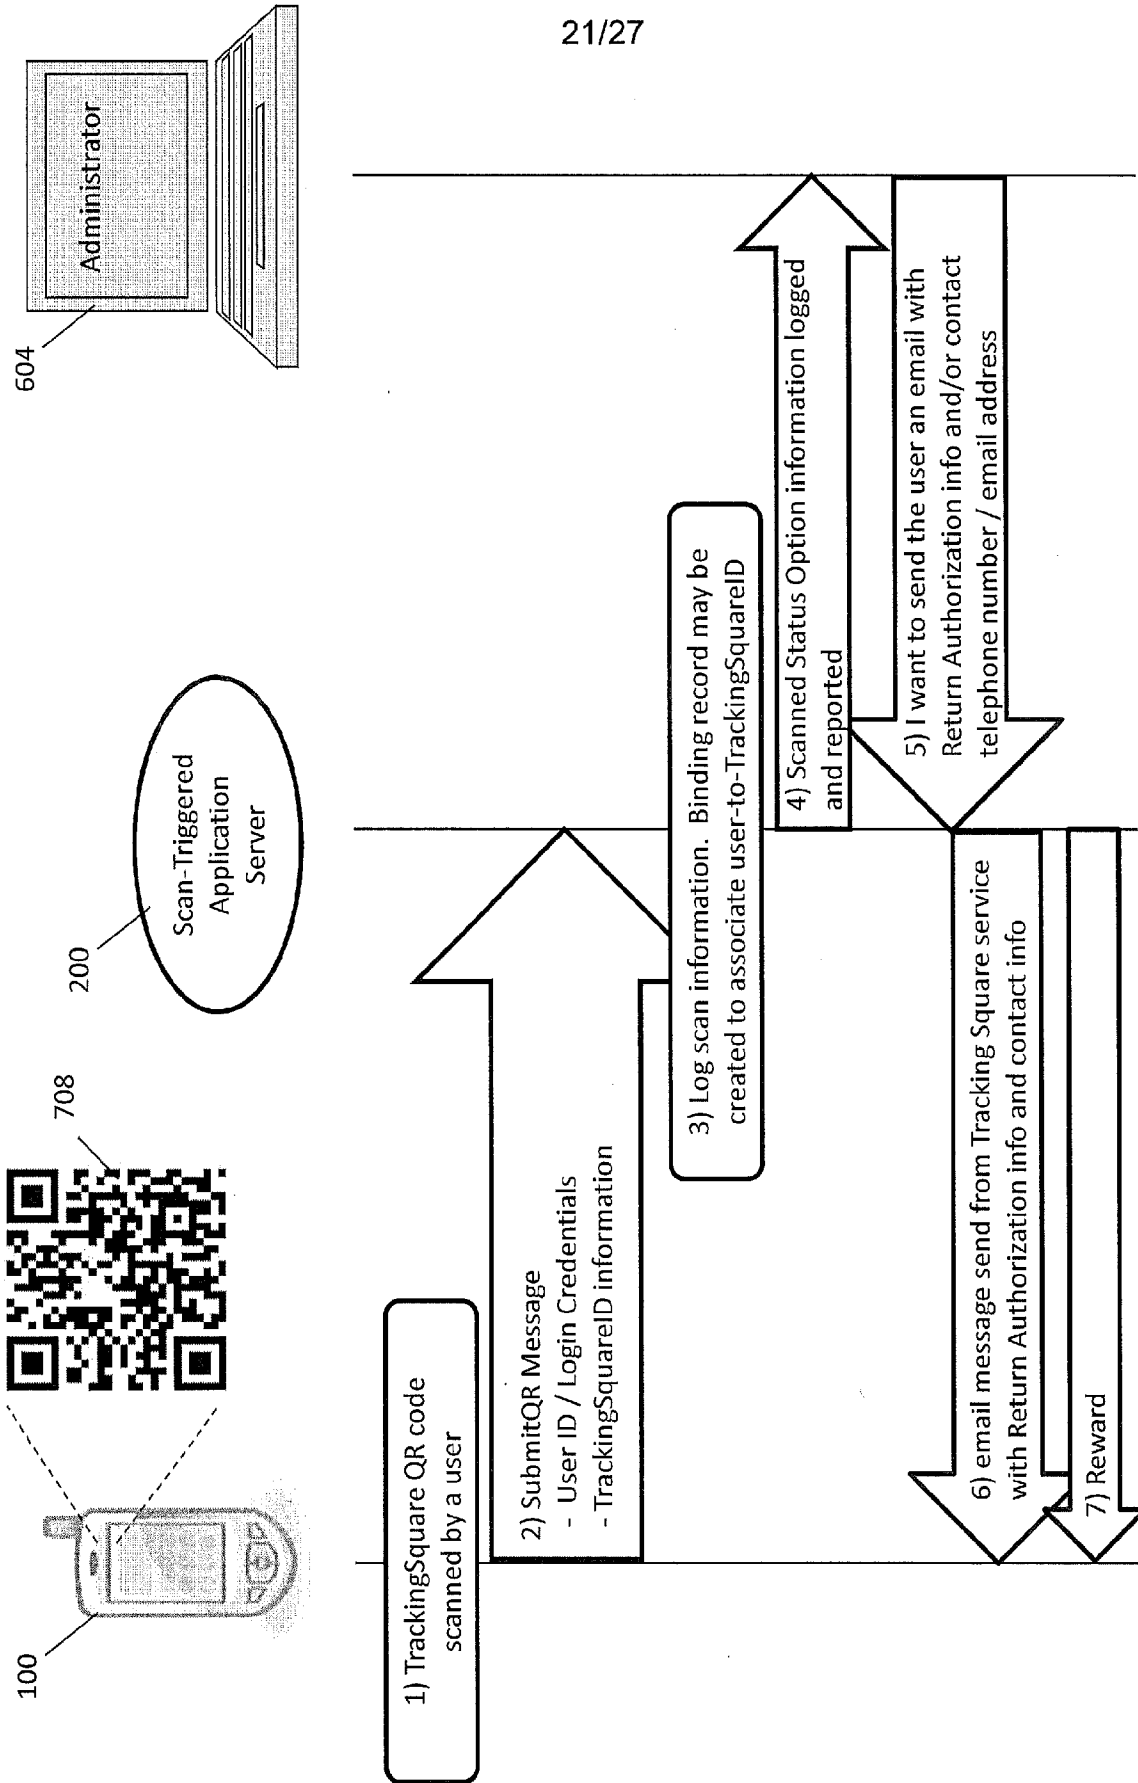 21/27
100
708
200
604
Scan-Triggered
Application
Server
Administrator
1) TrackingSquare QR code
scanned by a user
2) SubmitQR Message
- User ID / Login Credentials
- TrackingSquareID information
3) Log scan information. Binding record may be
created to associate user-to-TrackingSquareID
4) Scanned Status Option information logged
and reported
5) I want to send the user an email with
Return Authorization info and/or contact
telephone number / email address
6) email message send from Tracking Square service
with Return Authorization info and contact info
7) Reward